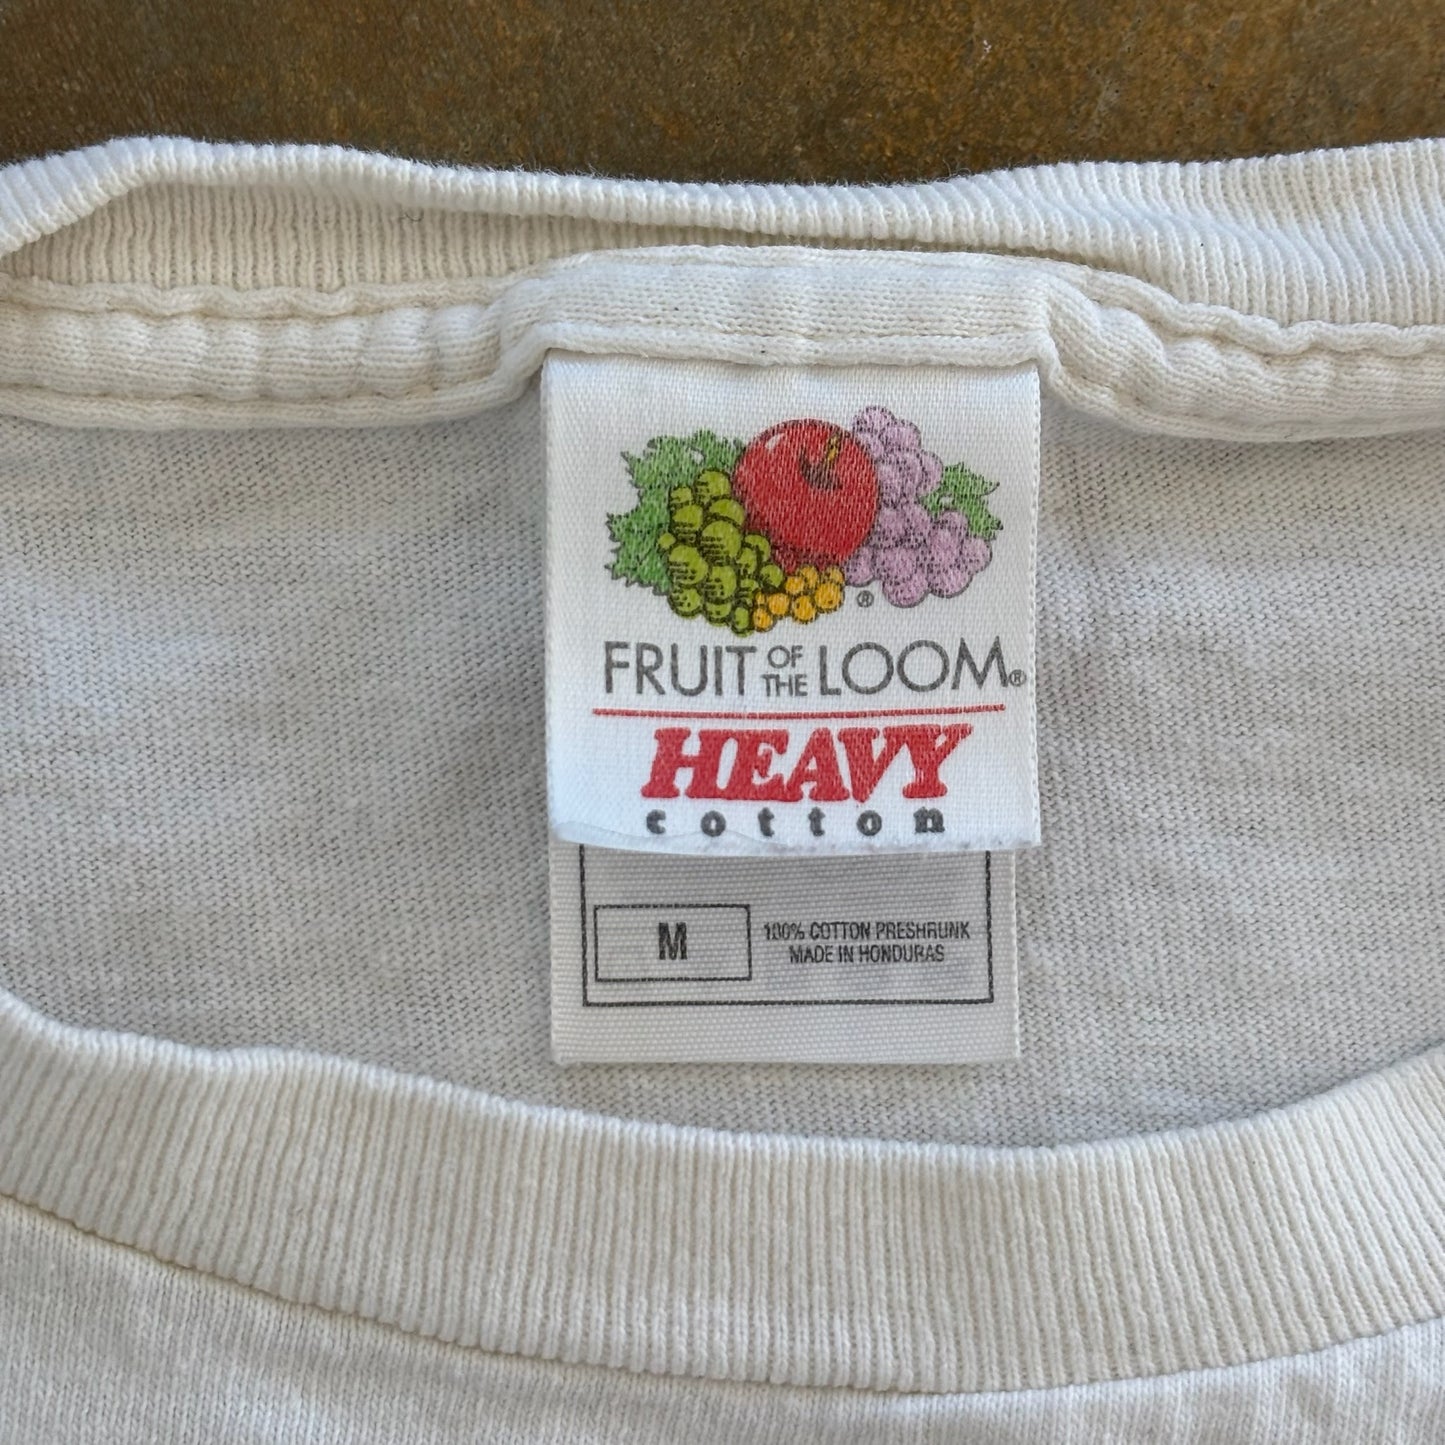 ®
FRUIT OF THE LOOM®
HEAVY
cotton
M
100% COTTON PRESHRUNK
MADE IN HONDURAS